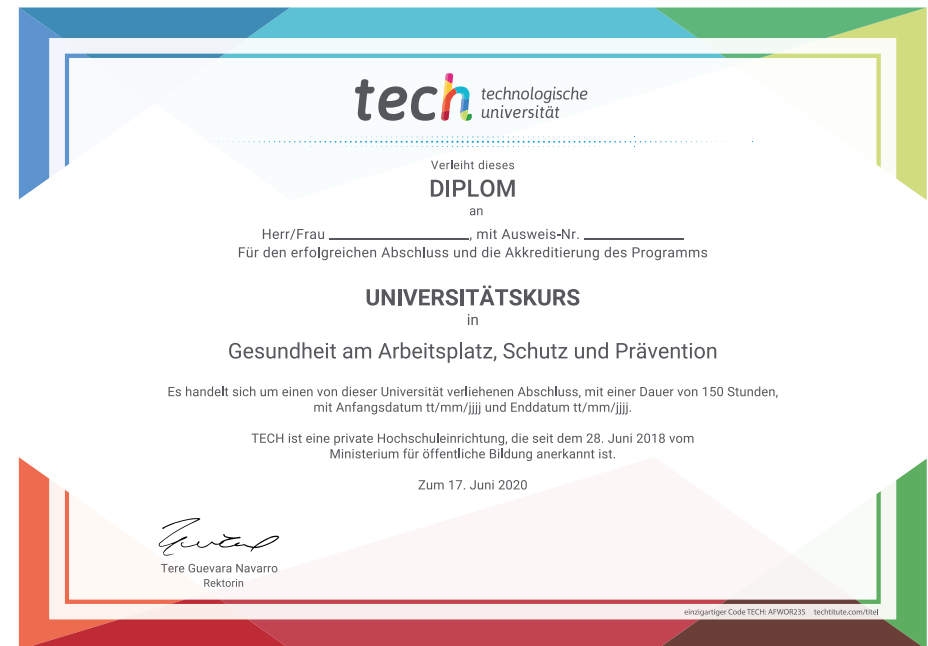 tech technologische
universität
Verleiht dieses
DIPLOM
an
Herr/Frau ____________, mit Ausweis-Nr. ____________
Für den erfolgreichen Abschluss und die Akkreditierung des Programms
UNIVERSITÄTSKURS
in
Gesundheit am Arbeitsplatz, Schutz und Prävention
Es handelt sich um einen von dieser Universität verliehenen Abschluss, mit einer Dauer von 150 Stunden,
mit Anfangsdatum tt/mm/jjjj und Enddatum tt/mm/jjjj.
TECH ist eine private Hochschuleinrichtung, die seit dem 28. Juni 2018 vom
Ministerium für öffentliche Bildung anerkannt ist.
Zum 17. Juni 2020
Tere Guevara Navarro
Rektorin
einzigartiger Code TECH: AFWOR235 techtitute.com/titel